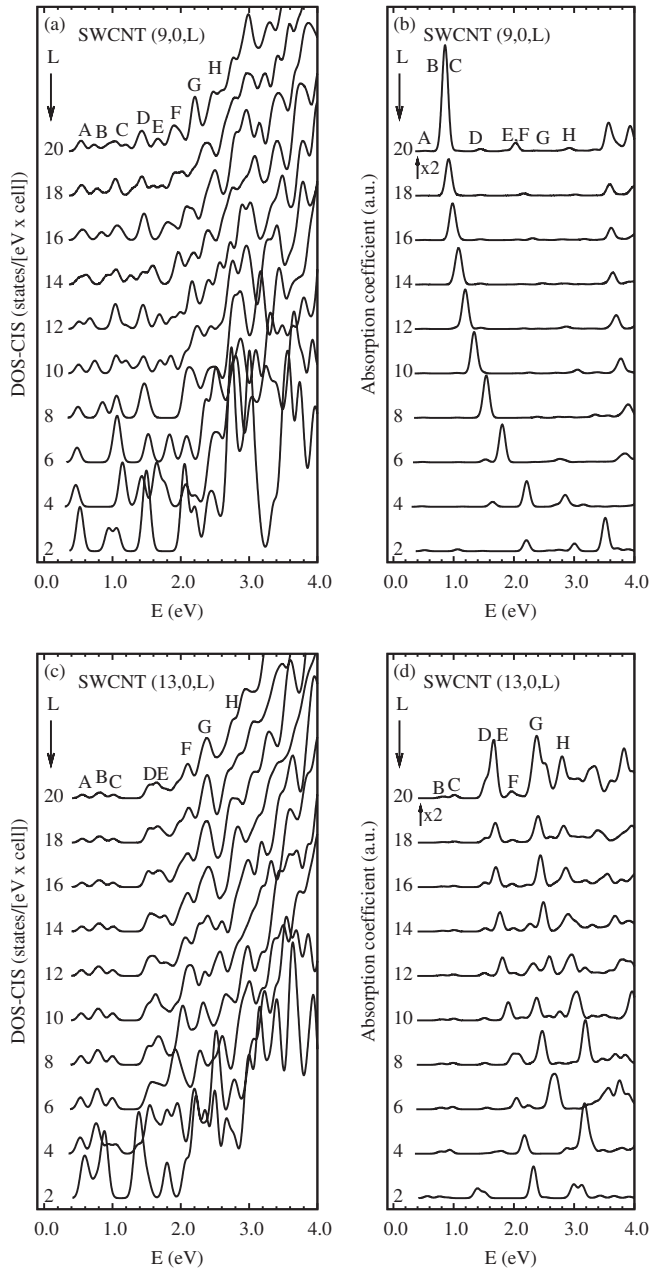 (a)
SWCNT (9,0,L)
L
A B C D E F G H
20
18
16
14
12
10
8
6
4
2
0.0 1.0 2.0 3.0 4.0
E (eV)
DOS-CIS (states/[eV x cell])
(b)
SWCNT (9,0,L)
L
A B C D E,F G H
20
x2
18
16
14
12
10
8
6
4
2
0.0 1.0 2.0 3.0 4.0
E (eV)
Absorption coefficient (a.u.)
(c)
SWCNT (13,0,L)
L
A B C D E F G H
20
18
16
14
12
10
8
6
4
2
0.0 1.0 2.0 3.0 4.0
E (eV)
DOS-CIS (states/[eV x cell])
(d)
SWCNT (13,0,L)
L
A B C D E F G H
20
x2
18
16
14
12
10
8
6
4
2
0.0 1.0 2.0 3.0 4.0
E (eV)
Absorption coefficient (a.u.)